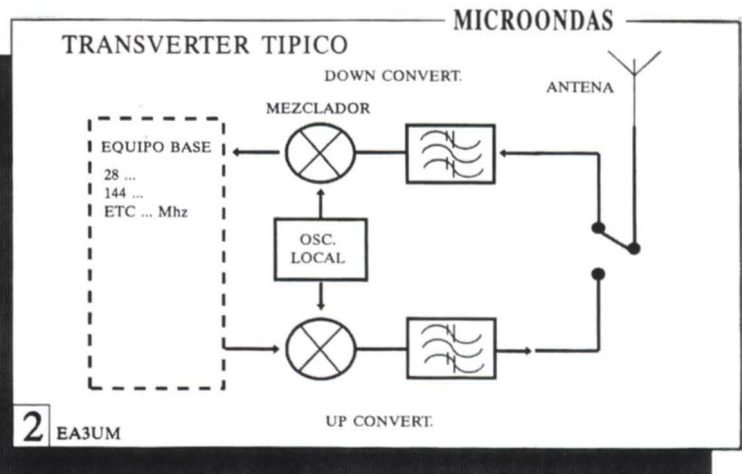 MICROONDAS
TRANSVERTER TIPICO
DOWN CONVERT.
ANTENA
MEZCLADOR
EQUIPO BASE
28 ...
144 ...
ETC ... Mhz
OSC.
LOCAL
UP CONVERT.
2 EA3UM